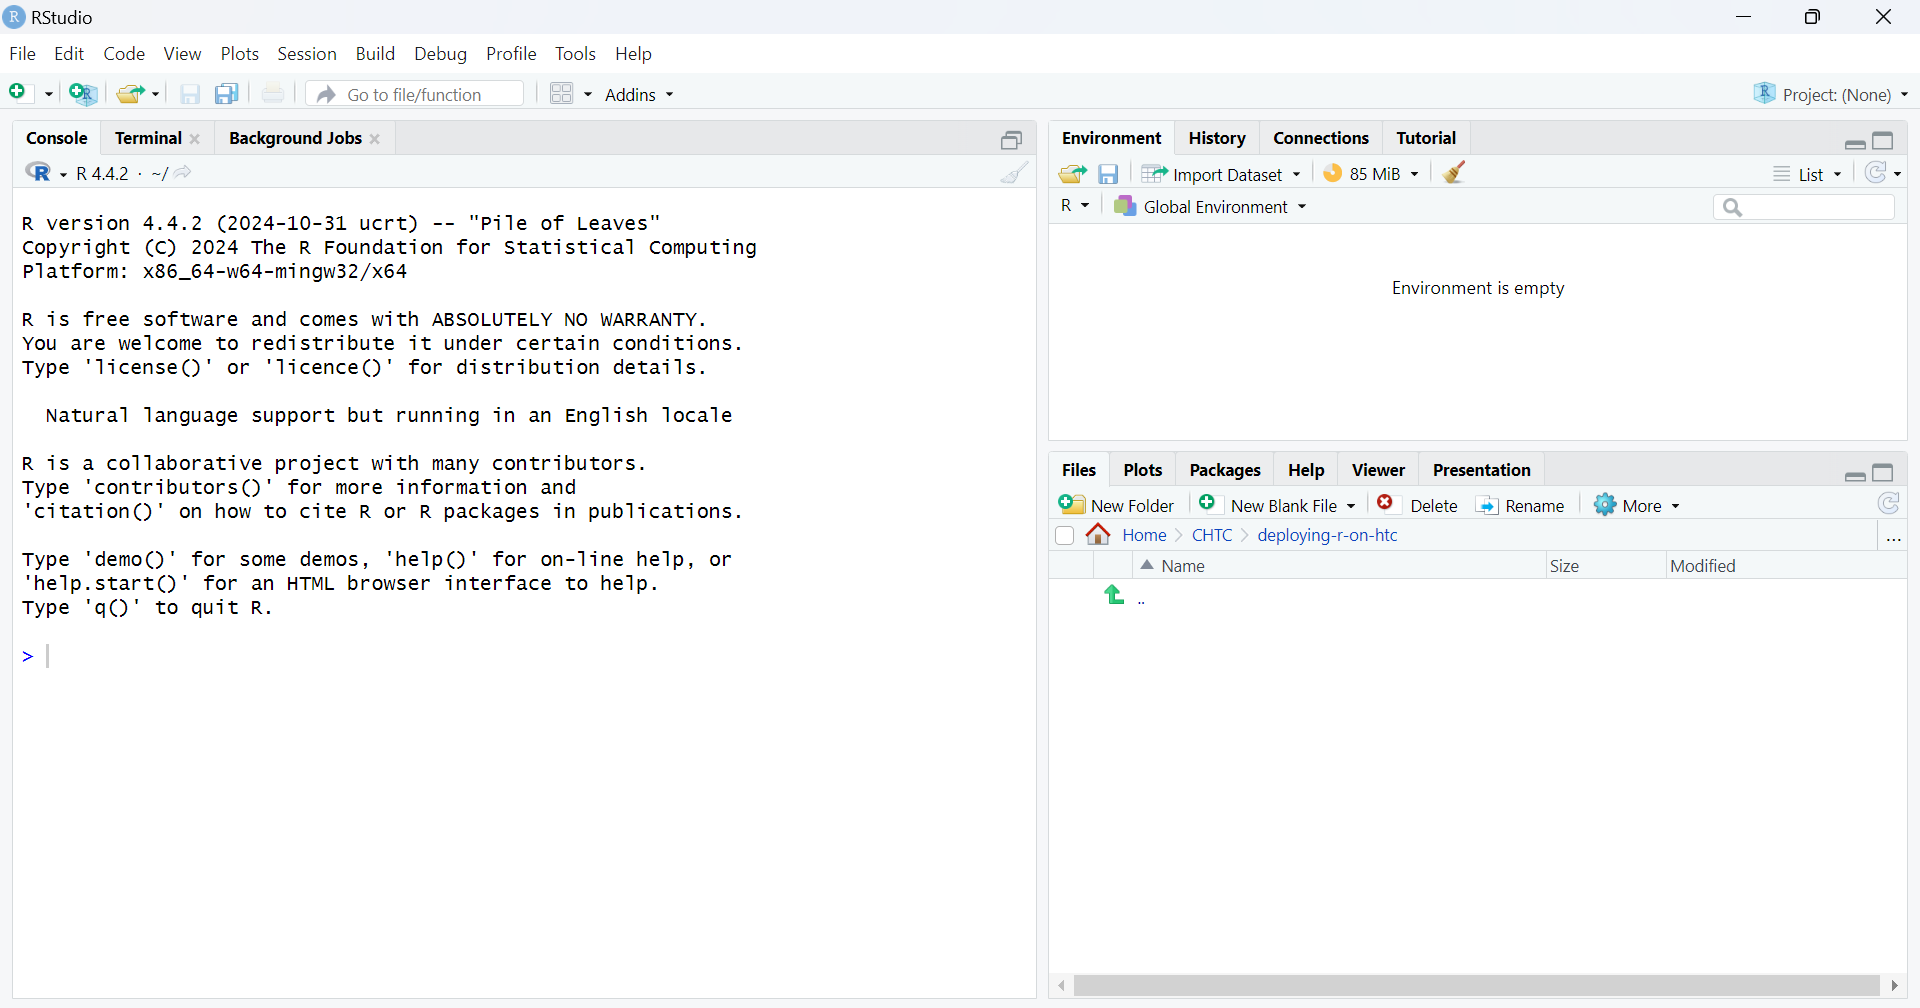 R RStudio
File Edit Code View Plots Session Build Debug Profile Tools Help
Go to file/function Addins R Project: (None)
Console Terminal Background Jobs
R R 4.4.2 · ~/
R version 4.4.2 (2024-10-31 ucrt) -- "Pile of Leaves"
Copyright (C) 2024 The R Foundation for Statistical Computing
Platform: x86_64-w64-mingw32/x64
R is free software and comes with ABSOLUTELY NO WARRANTY.
You are welcome to redistribute it under certain conditions.
Type 'license()' or 'licence()' for distribution details.
Natural language support but running in an English locale
R is a collaborative project with many contributors.
Type 'contributors()' for more information and
'citation()' on how to cite R or R packages in publications.
Type 'demo()' for some demos, 'help()' for on-line help, or
'help.start()' for an HTML browser interface to help.
Type 'q()' to quit R.
>
Environment History Connections Tutorial
Import Dataset 85 MiB List
R Global Environment
Environment is empty
Files Plots Packages Help Viewer Presentation
New Folder New Blank File Delete Rename More
Home CHTC deploying-r-on-htc ...
Name Size Modified
..